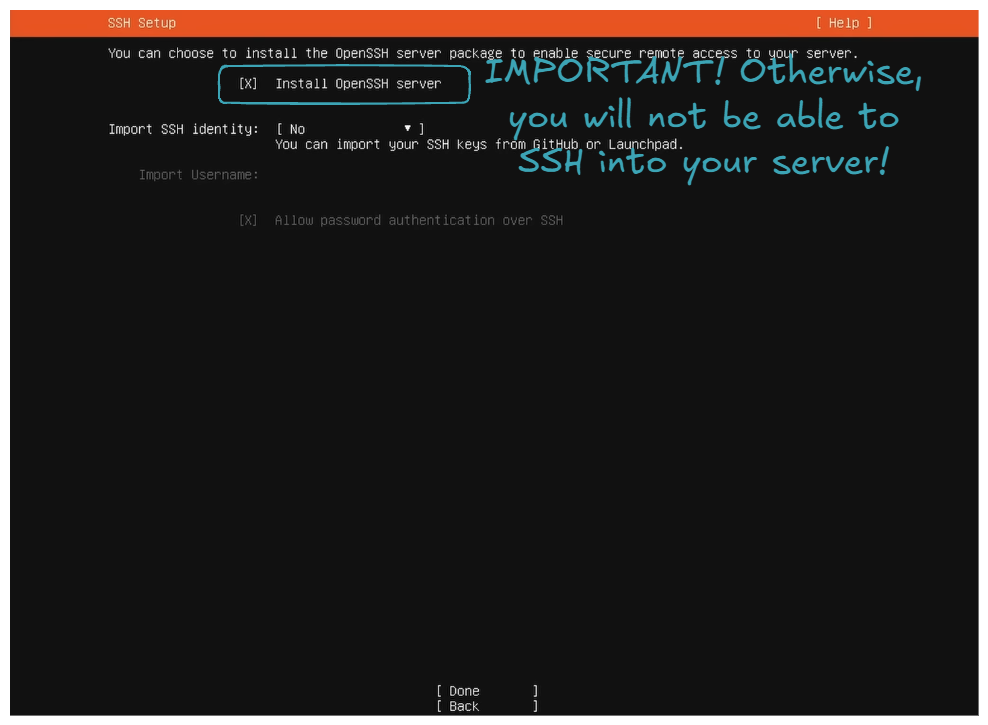 SSH Setup [ Help ]
You can choose to install the OpenSSH server package to enable secure remote access to your server.
[X] Install OpenSSH server
IMPORTANT! Otherwise,
you will not be able to
SSH into your server!
Import SSH identity: [ No ▼ ]
You can import your SSH keys from GitHub or Launchpad.
Import Username:
[X] Allow password authentication over SSH
[ Done ]
[ Back ]